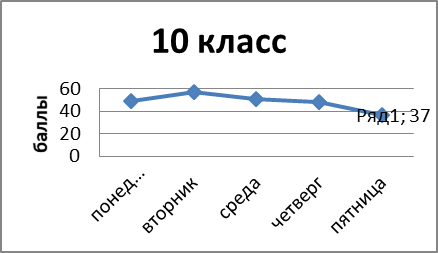 10 класс
баллы
60
40
20
0
Ряд1; 37
понед...
вторник
среда
четверг
пятница